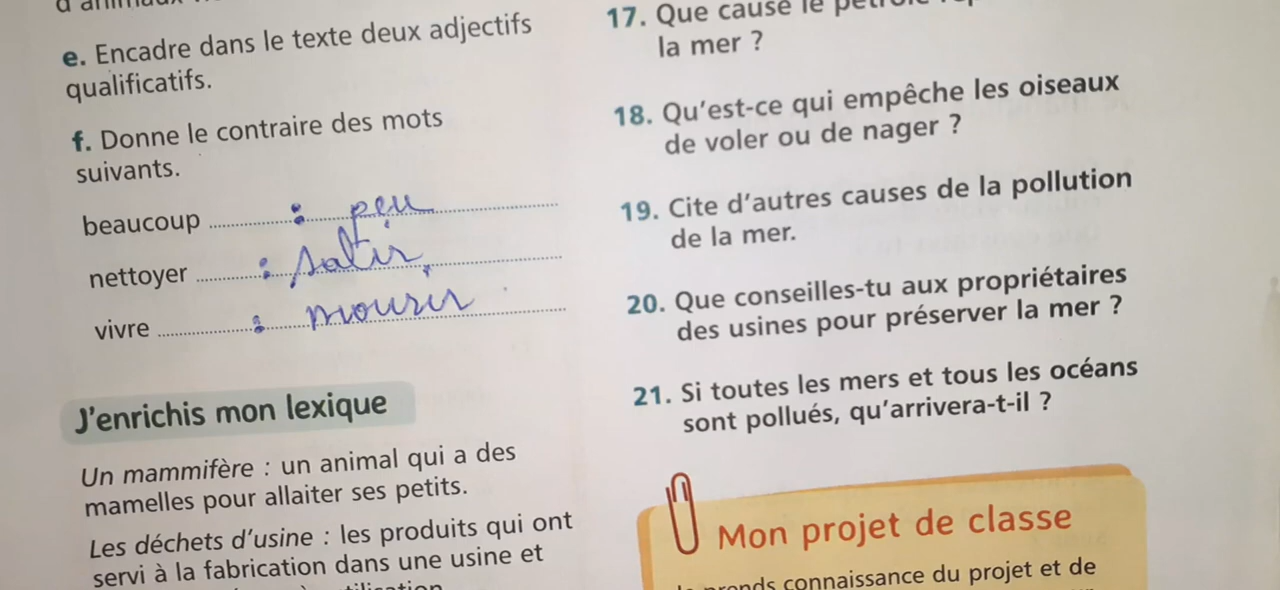 e. Encadre dans le texte deux adjectifs
qualificatifs.
f. Donne le contraire des mots
suivants.
beaucoup : peu
nettoyer : salir
vivre : mourir
J'enrichis mon lexique
Un mammifère : un animal qui a des
mamelles pour allaiter ses petits.
Les déchets d'usine : les produits qui ont
servi à la fabrication dans une usine et
17. Que cause le
la mer ?
18. Qu'est-ce qui empêche les oiseaux
de voler ou de nager ?
19. Cite d'autres causes de la pollution
de la mer.
20. Que conseilles-tu aux propriétaires
des usines pour préserver la mer ?
21. Si toutes les mers et tous les océans
sont pollués, qu'arrivera-t-il ?
Mon projet de classe
prends connaissance du projet et de